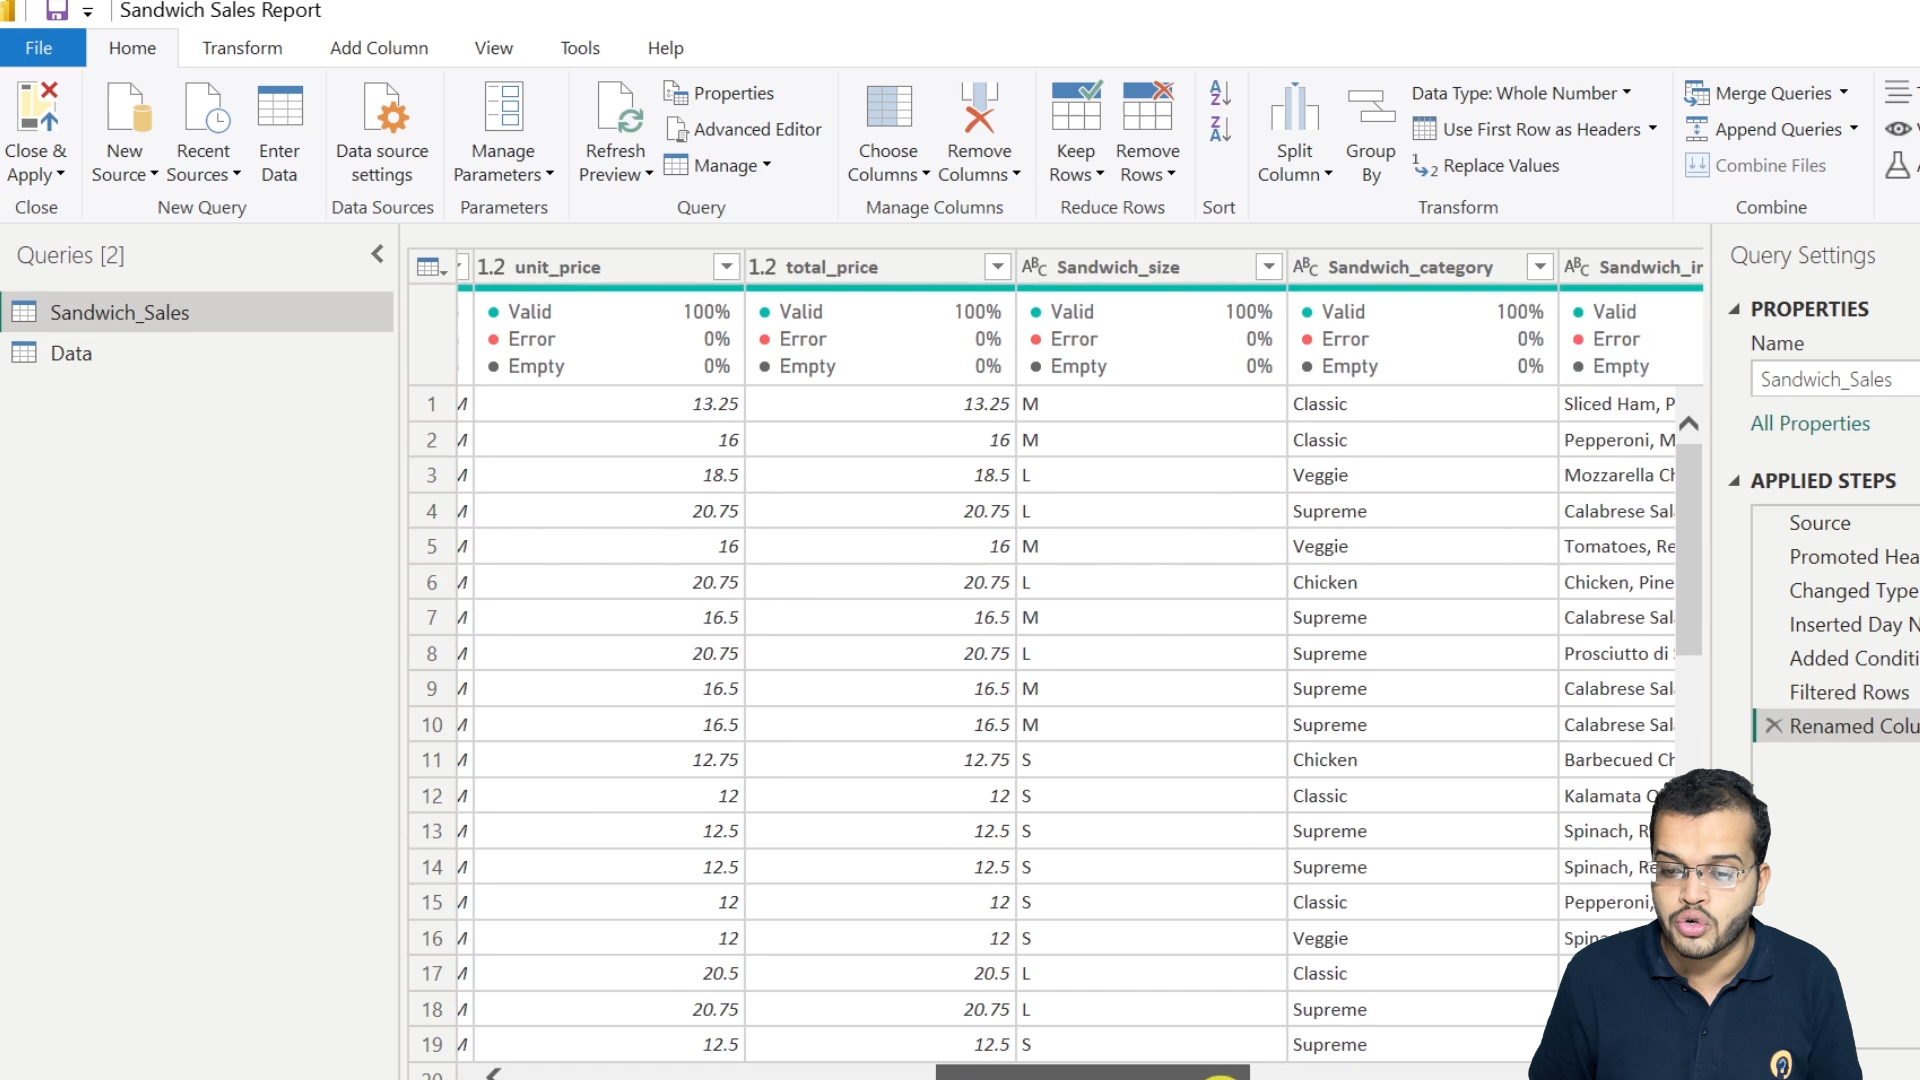 Sandwich Sales Report
File Home Transform Add Column View Tools Help
Close & Apply
New Source
Recent Sources
Enter Data
Data source settings
Manage Parameters
Refresh Preview
Properties
Advanced Editor
Manage
Choose Columns
Remove Columns
Keep Rows
Remove Rows
Split Column
Group By
Data Type: Whole Number
Use First Row as Headers
Replace Values
Merge Queries
Append Queries
Combine Files
Close New Query Data Sources Parameters Query Manage Columns Reduce Rows Sort Transform Combine
Queries [2]
Sandwich_Sales
Data
1.2 unit_price 1.2 total_price ABC Sandwich_size ABC Sandwich_category ABC Sandwich_in
Valid 100% Valid 100% Valid 100% Valid 100% Valid
Error 0% Error 0% Error 0% Error 0% Error
Empty 0% Empty 0% Empty 0% Empty 0% Empty
1 M 13.25 13.25 M Classic Sliced Ham, P
2 M 16 16 M Classic Pepperoni, M
3 M 18.5 18.5 L Veggie Mozzarella Ch
4 M 20.75 20.75 L Supreme Calabrese Sal
5 M 16 16 M Veggie Tomatoes, Re
6 M 20.75 20.75 L Chicken Chicken, Pine
7 M 16.5 16.5 M Supreme Calabrese Sal
8 M 20.75 20.75 L Supreme Prosciutto di
9 M 16.5 16.5 M Supreme Calabrese Sal
10 M 16.5 16.5 M Supreme Calabrese Sal
11 M 12.75 12.75 S Chicken Barbecued Ch
12 M 12 12 S Classic Kalamata
13 M 12.5 12.5 S Supreme Spinach, R
14 M 12.5 12.5 S Supreme Spinach, Re
15 M 12 12 S Classic Pepperoni,
16 M 12 12 S Veggie Spina
17 M 20.5 20.5 L Classic
18 M 20.75 20.75 L Supreme
19 M 12.5 12.5 S Supreme
20
Query Settings
PROPERTIES
Name
Sandwich_Sales
All Properties
APPLIED STEPS
Source
Promoted Hea
Changed Type
Inserted Day N
Added Conditi
Filtered Rows
Renamed Colu